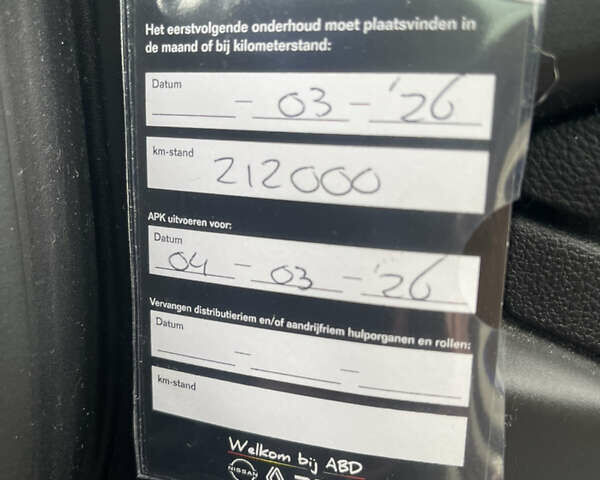 Het eerstvolgende onderhoud moet plaatsvinden in
de maand of bij kilometerstand:
Datum
- 03 - '26
km-stand
212000
APK uitvoeren voor:
Datum
04 - 03 - '26
Vervangen distributieriem en/of aandrijfriem hulporganen en rollen:
Datum
- -
km-stand
Welkom bij ABD
NISSAN